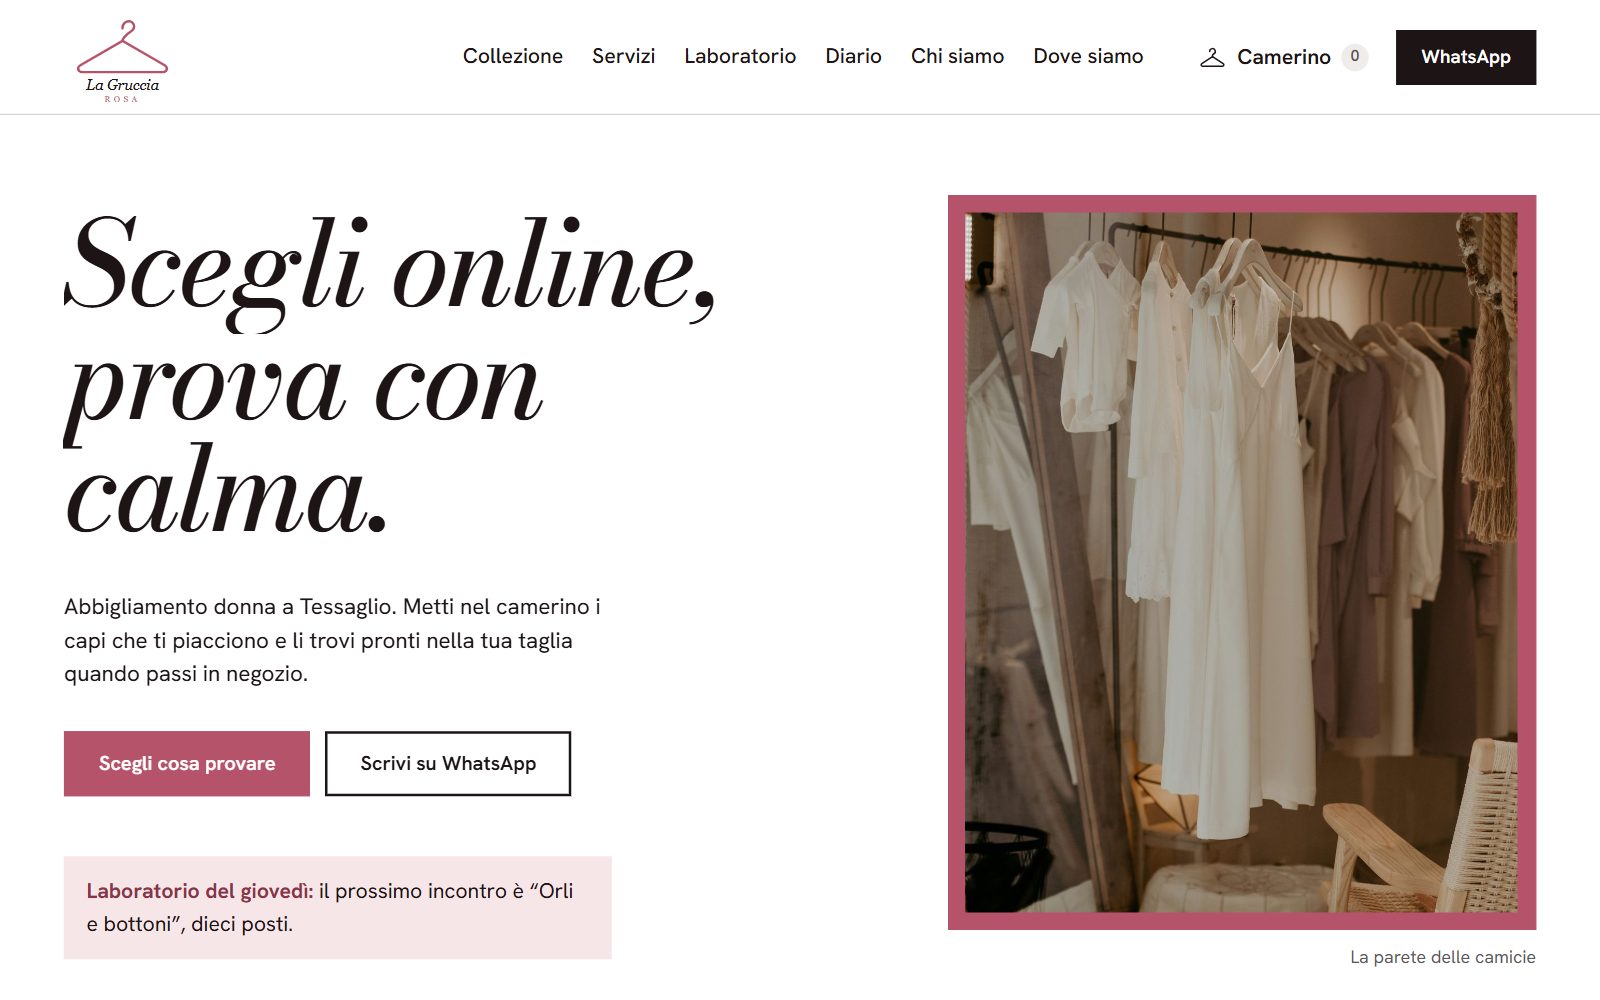 La Gruccia
ROSA
Collezione
Servizi
Laboratorio
Diario
Chi siamo
Dove siamo
Camerino 0
WhatsApp
Scegli online,
prova con
calma.
Abbigliamento donna a Tessaglio. Metti nel camerino i
capi che ti piacciono e li trovi pronti nella tua taglia
quando passi in negozio.
Scegli cosa provare
Scrivi su WhatsApp
Laboratorio del giovedì: il prossimo incontro è “Orli
e bottoni”, dieci posti.
La parete delle camicie